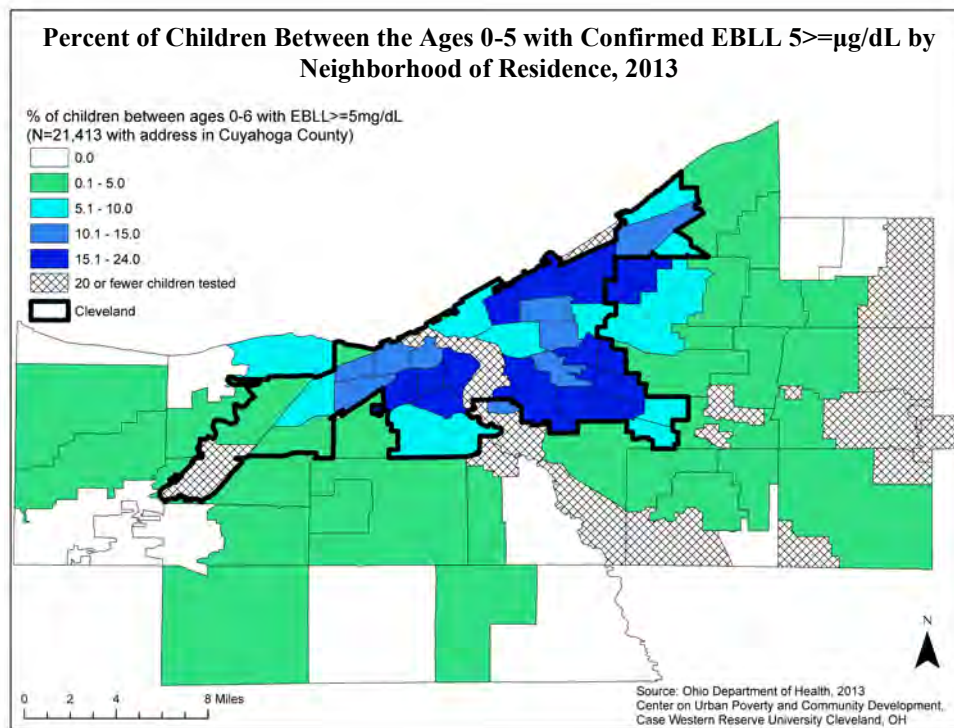 Percent of Children Between the Ages 0-5 with Confirmed EBLL 5>=µg/dL by
Neighborhood of Residence, 2013
% of children between ages 0-6 with EBLL>=5mg/dL
(N=21,413 with address in Cuyahoga County)
0.0
0.1 - 5.0
5.1 - 10.0
10.1 - 15.0
15.1 - 24.0
20 or fewer children tested
Cleveland
N
0 2 4 8 Miles
Source: Ohio Department of Health, 2013
Center on Urban Poverty and Community Development,
Case Western Reserve University Cleveland, OH